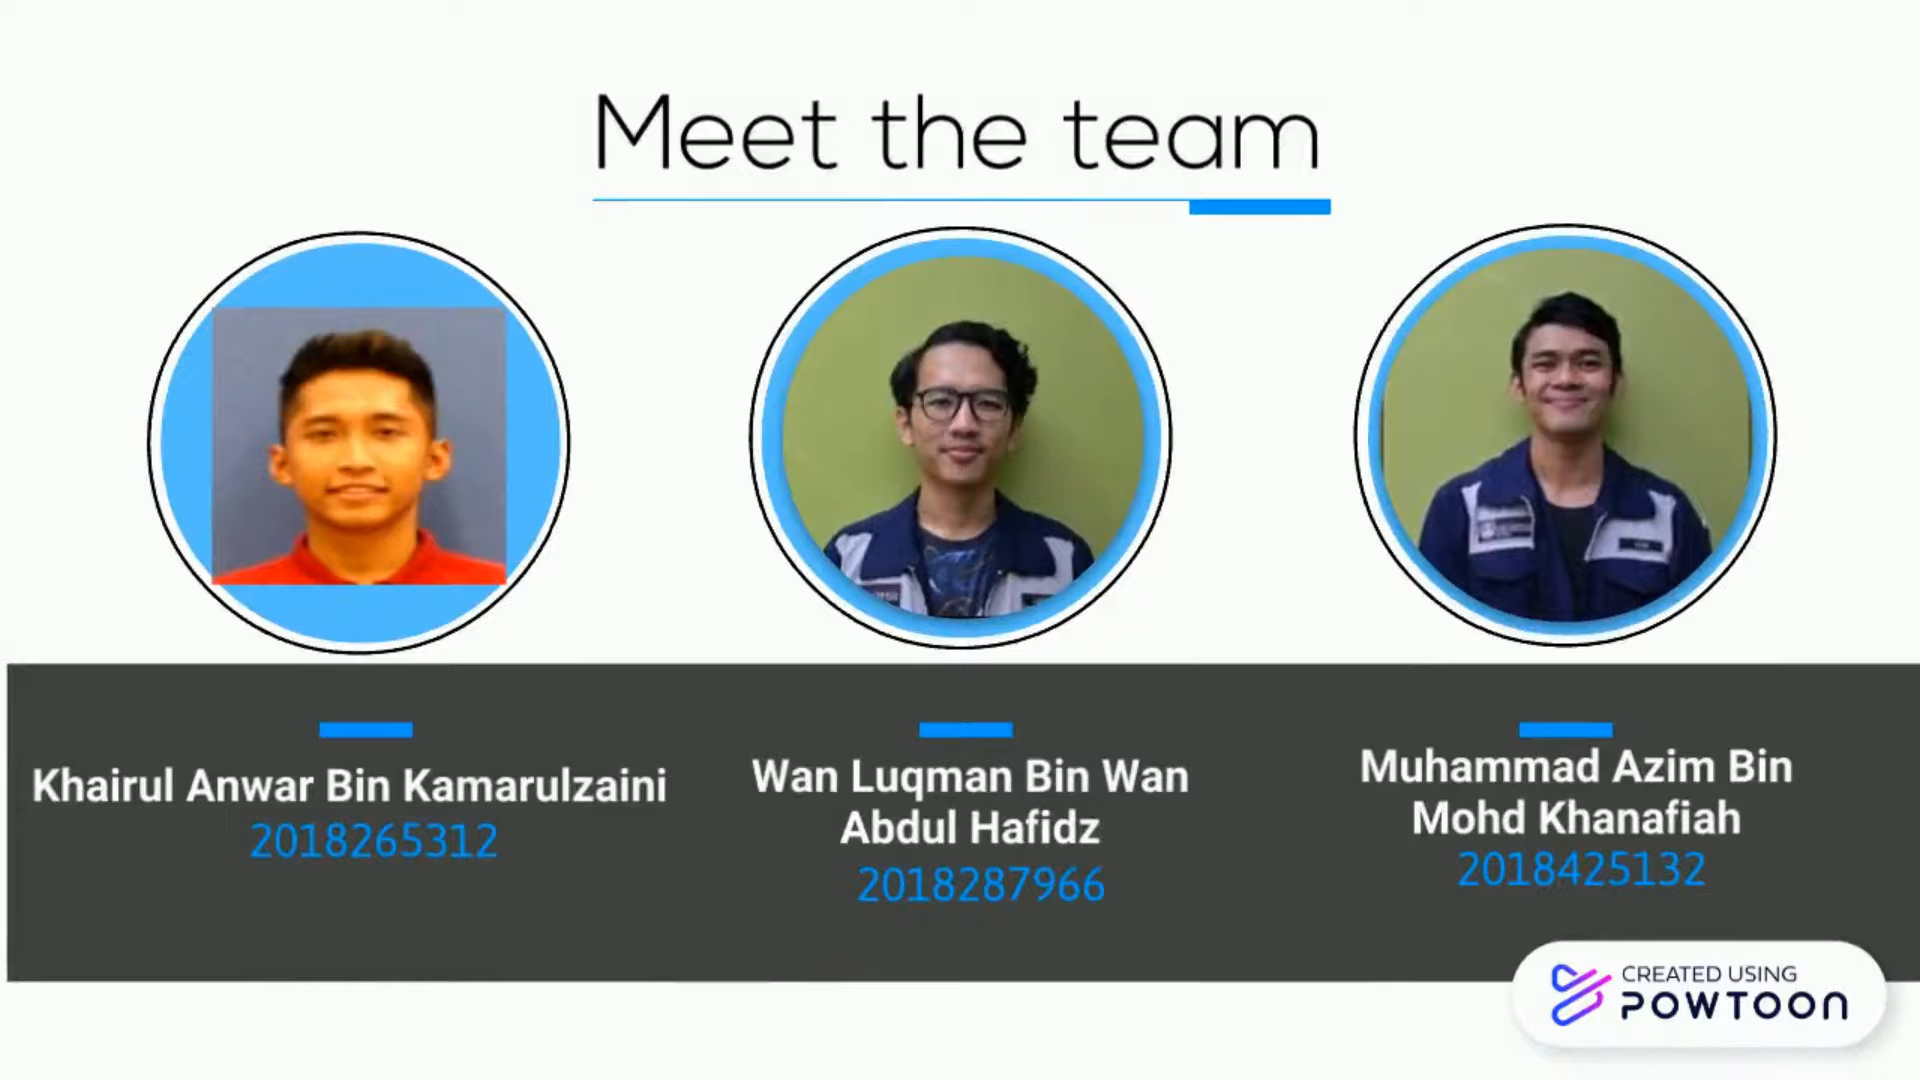 Meet the team
Khairul Anwar Bin Kamarulzaini
2018265312
Wan Luqman Bin Wan
Abdul Hafidz
2018287966
Muhammad Azim Bin
Mohd Khanafiah
2018425132
CREATED USING
POWTOON